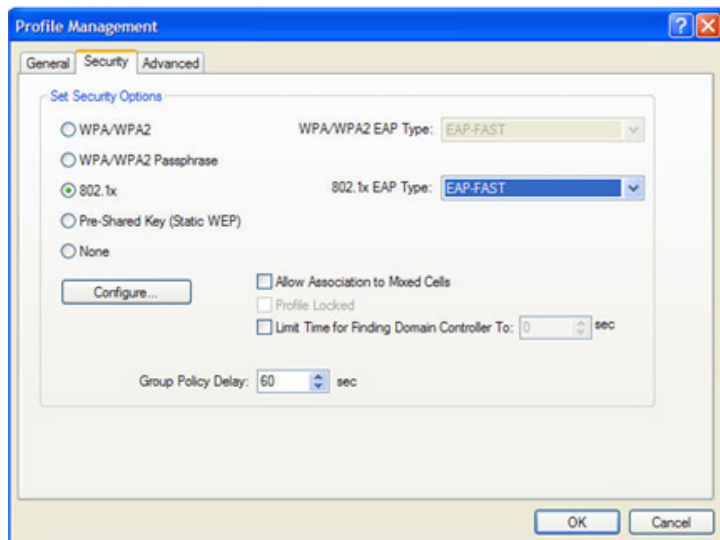 Profile Management
General Security Advanced
Set Security Options
WPA/WPA2 WPA/WPA2 EAP Type: EAP-FAST
WPA/WPA2 Passphrase
802.1x 802.1x EAP Type: EAP-FAST
Pre-Shared Key (Static WEP)
None
Configure... Allow Association to Mixed Cells
Profile Locked
Limit Time for Finding Domain Controller To: 0 sec
Group Policy Delay: 60 sec
OK Cancel